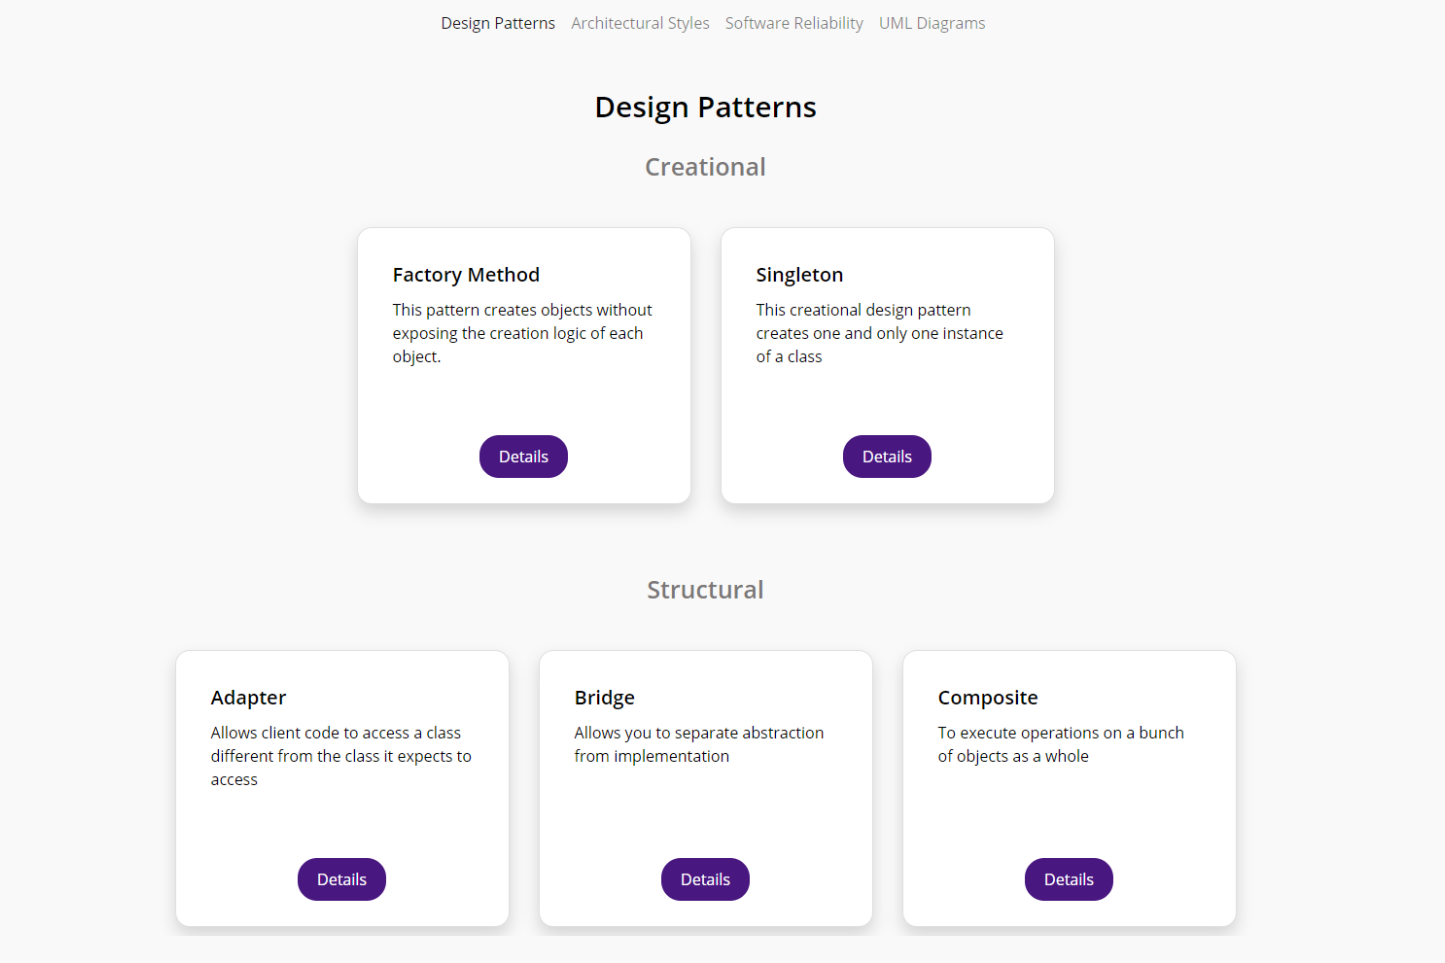 Design Patterns Architectural Styles Software Reliability UML Diagrams
Design Patterns
Creational
Factory Method
This pattern creates objects without
exposing the creation logic of each
object.
Details
Singleton
This creational design pattern
creates one and only one instance
of a class
Details
Structural
Adapter
Allows client code to access a class
different from the class it expects to
access
Details
Bridge
Allows you to separate abstraction
from implementation
Details
Composite
To execute operations on a bunch
of objects as a whole
Details